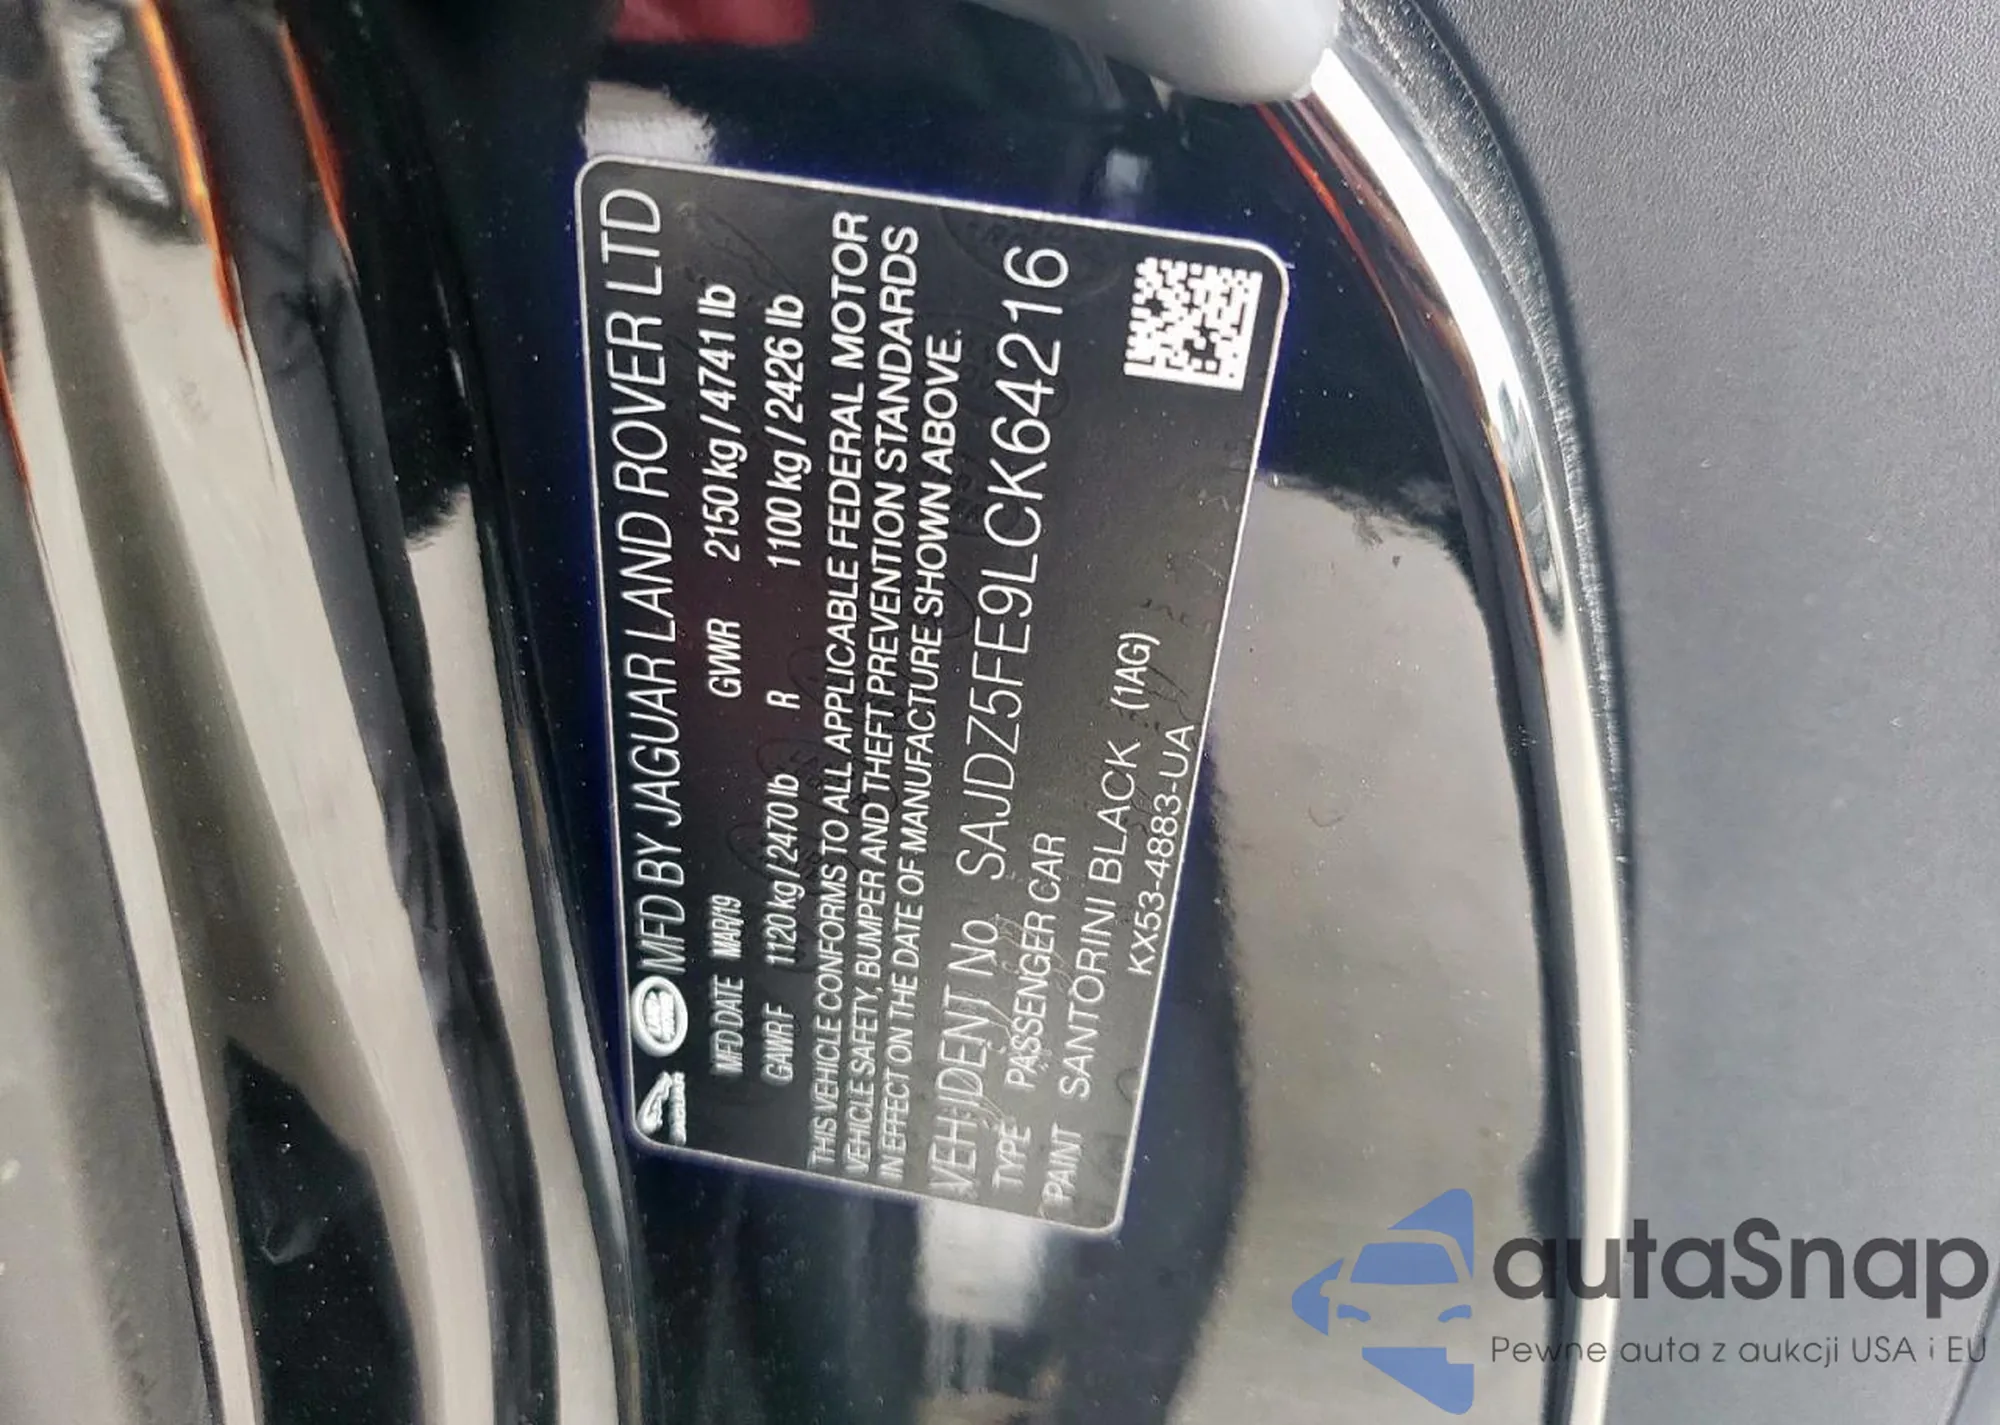 JAGUAR LAND ROVER MFD BY JAGUAR LAND ROVER LTD
MFD DATE MAR/19 GVWR 2150 kg / 4741 lb
GAWR F 1120 kg / 2470 lb R 1100 kg / 2426 lb
THIS VEHICLE CONFORMS TO ALL APPLICABLE FEDERAL MOTOR
VEHICLE SAFETY, BUMPER AND THEFT PREVENTION STANDARDS
IN EFFECT ON THE DATE OF MANUFACTURE SHOWN ABOVE.
VEH IDENT No SAJDZ5FE9LCK64216
TYPE PASSENGER CAR
PAINT SANTORINI BLACK (1AG)
KX53-4883-UA
autaSnap
Pewne auta z aukcji USA i EU